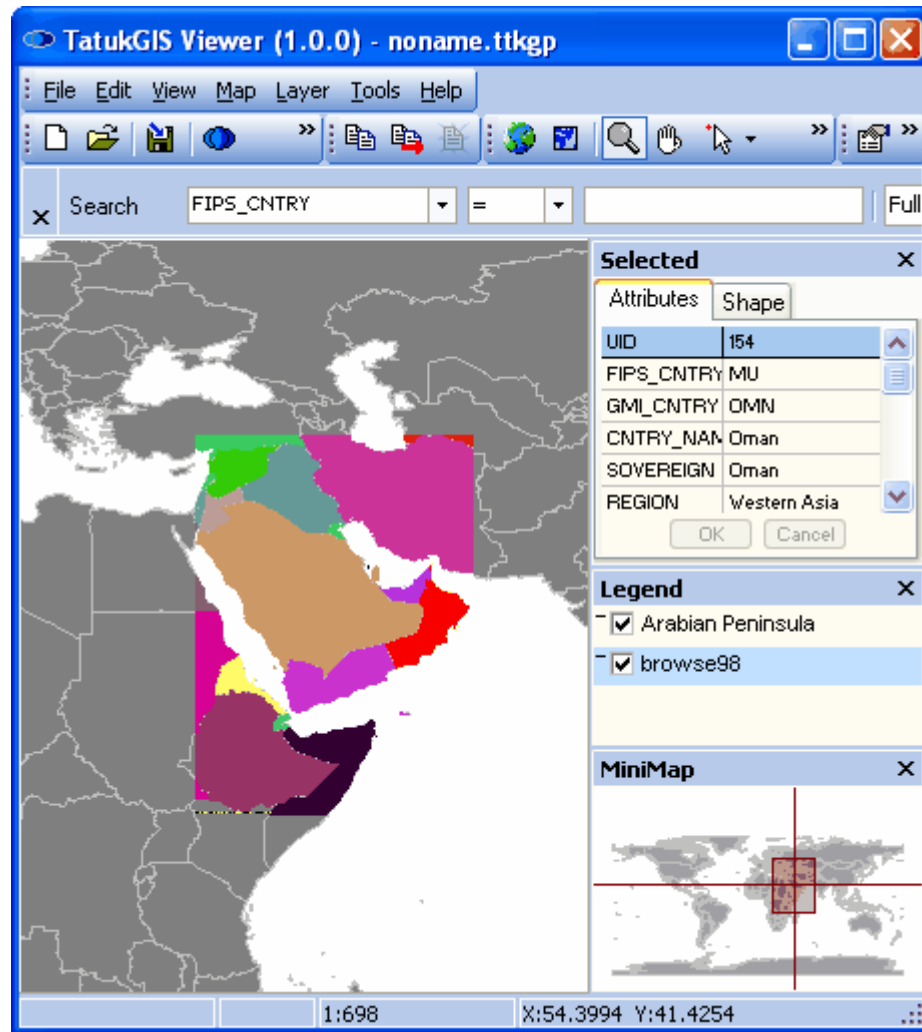 TatukGIS Viewer (1.0.0) - noname.ttkgp
File Edit View Map Layer Tools Help
Search FIPS_CNTRY = Full
Selected
Attributes Shape
UID 154
FIPS_CNTRY MU
GMI_CNTRY OMN
CNTRY_NAM Oman
SOVEREIGN Oman
REGION Western Asia
OK Cancel
Legend
Arabian Peninsula
browse98
MiniMap
1:698 X:54.3994 Y:41.4254